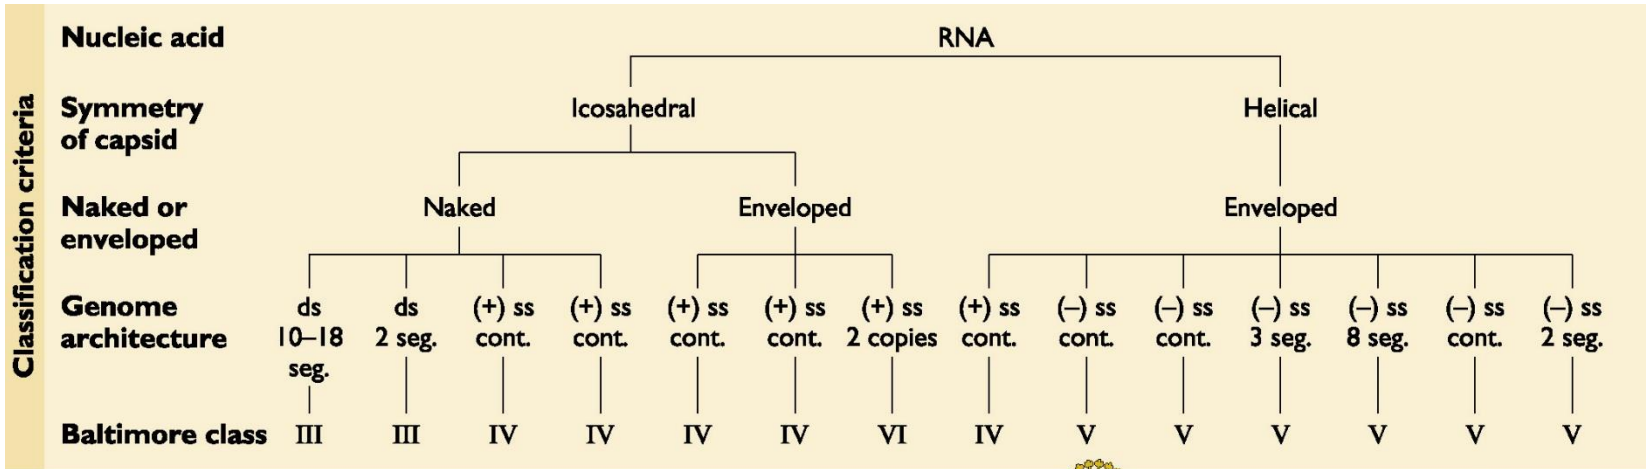 Classification criteria
Nucleic acid RNA
Symmetry
of capsid
Icosahedral Helical
Naked or
enveloped
Naked Enveloped Enveloped
Genome
architecture
ds ds (+) ss (+) ss (+) ss (+) ss (+) ss (+) ss (–) ss (–) ss (–) ss (–) ss (–) ss (–) ss
10–18 2 seg. cont. cont. cont. cont. 2 copies cont. cont. cont. 3 seg. 8 seg. cont. 2 seg.
seg.
Baltimore class III III IV IV IV IV VI IV V V V V V V